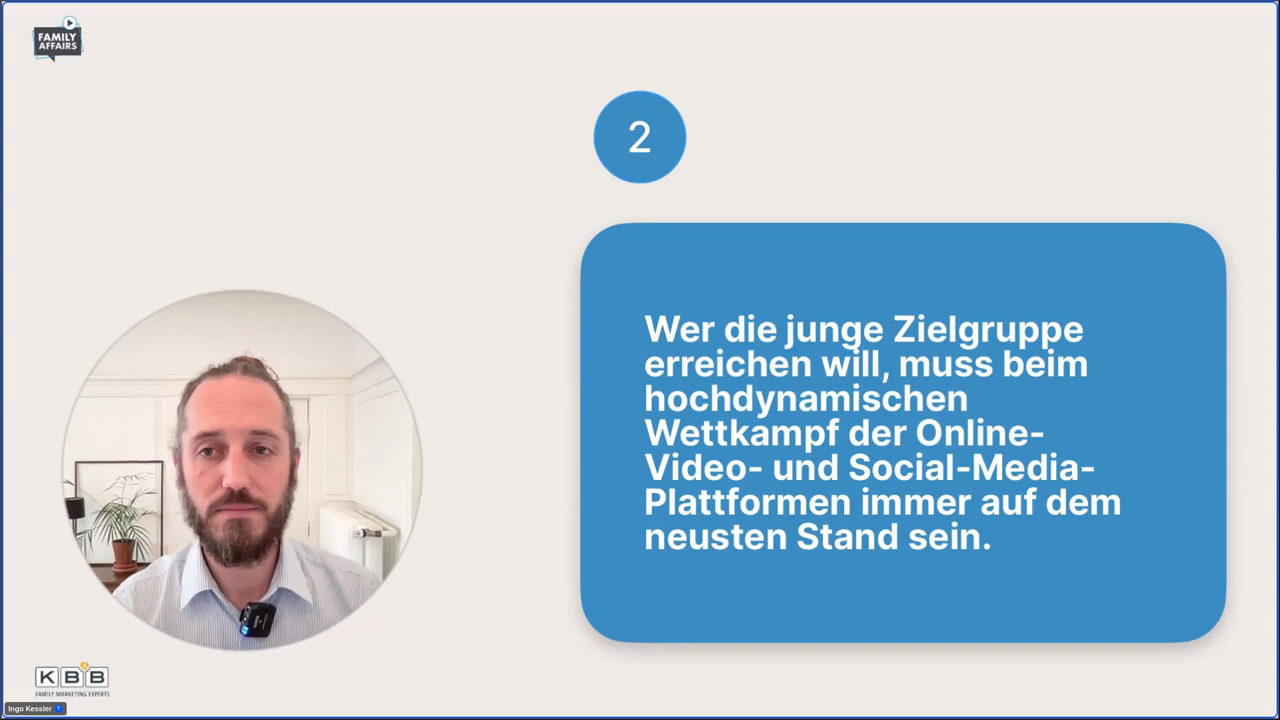 FAMILY
AFFAIRS
2
Wer die junge Zielgruppe
erreichen will, muss beim
hochdynamischen
Wettkampf der Online-
Video- und Social-Media-
Plattformen immer auf dem
neusten Stand sein.
KB&B
FAMILY MARKETING EXPERTS
Ingo Kessler